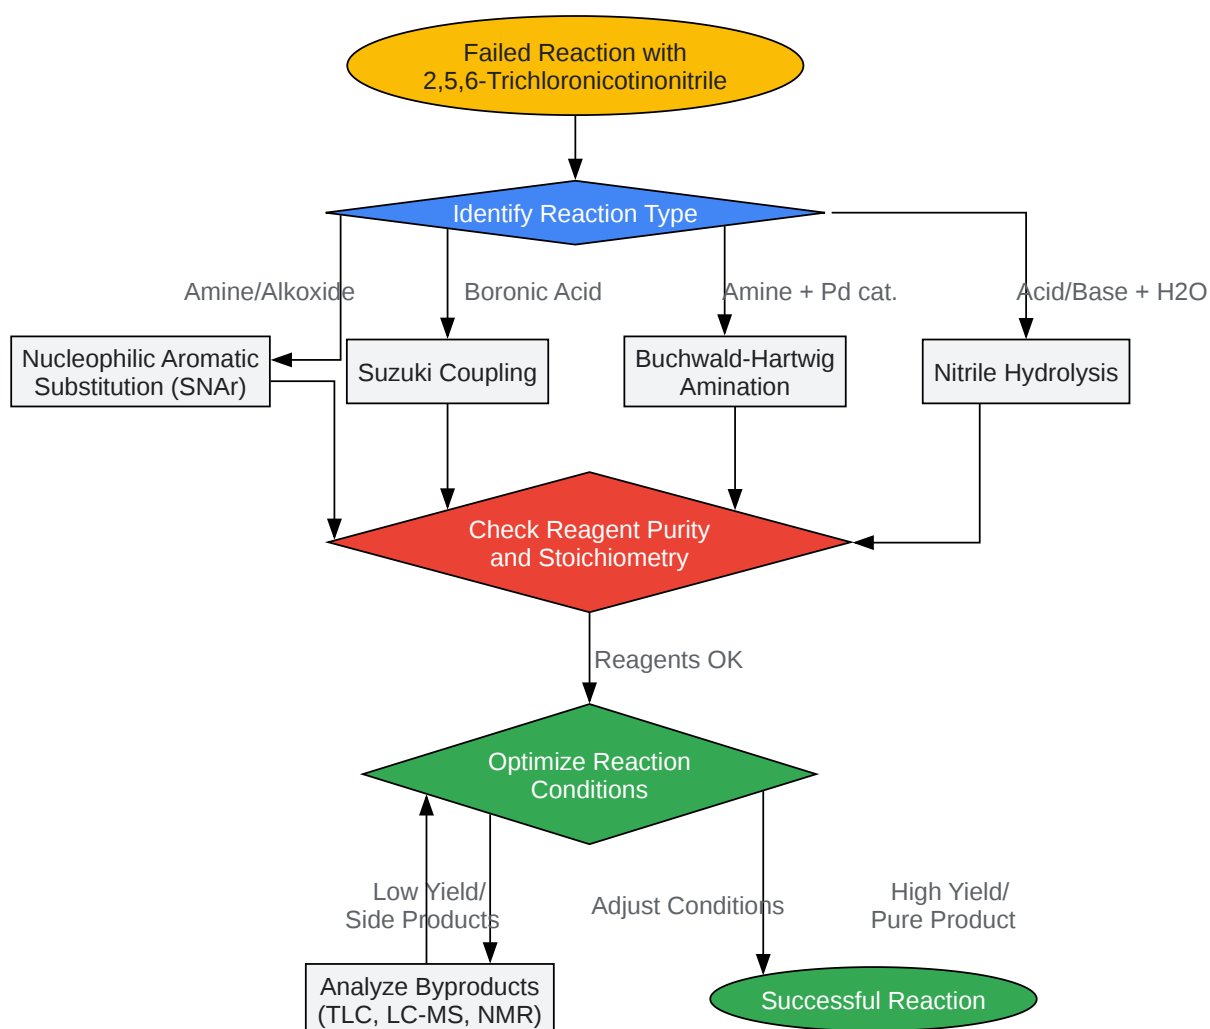 Failed Reaction with
2,5,6-Trichloronicotinonitrile
Identify Reaction Type
Amine/Alkoxide
Boronic Acid
Amine + Pd cat.
Acid/Base + H2O
Nucleophilic Aromatic
Substitution (SNAr)
Suzuki Coupling
Buchwald-Hartwig
Amination
Nitrile Hydrolysis
Check Reagent Purity
and Stoichiometry
Reagents OK
Optimize Reaction
Conditions
Low Yield/
Side Products
Adjust Conditions
High Yield/
Pure Product
Analyze Byproducts
(TLC, LC-MS, NMR)
Successful Reaction